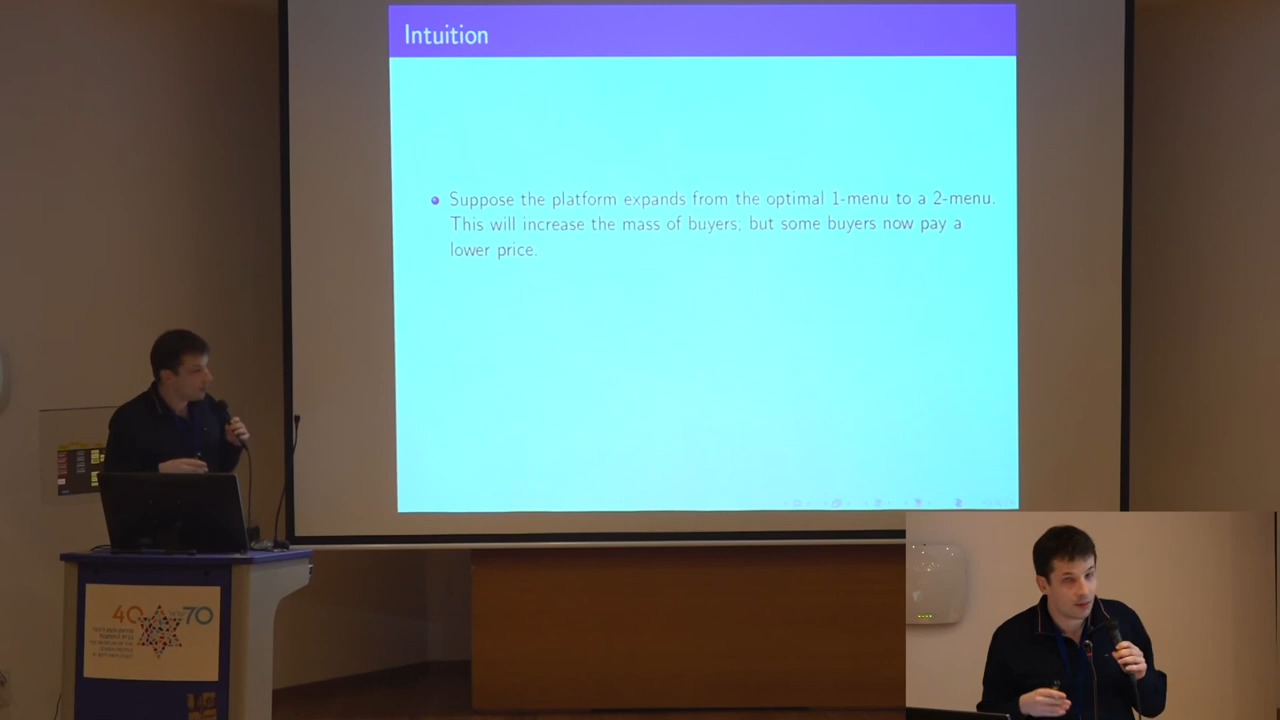 Intuition
Suppose the platform expands from the optimal 1-menu to a 2-menu.
This will increase the mass of buyers; but some buyers now pay a
lower price.
40
70